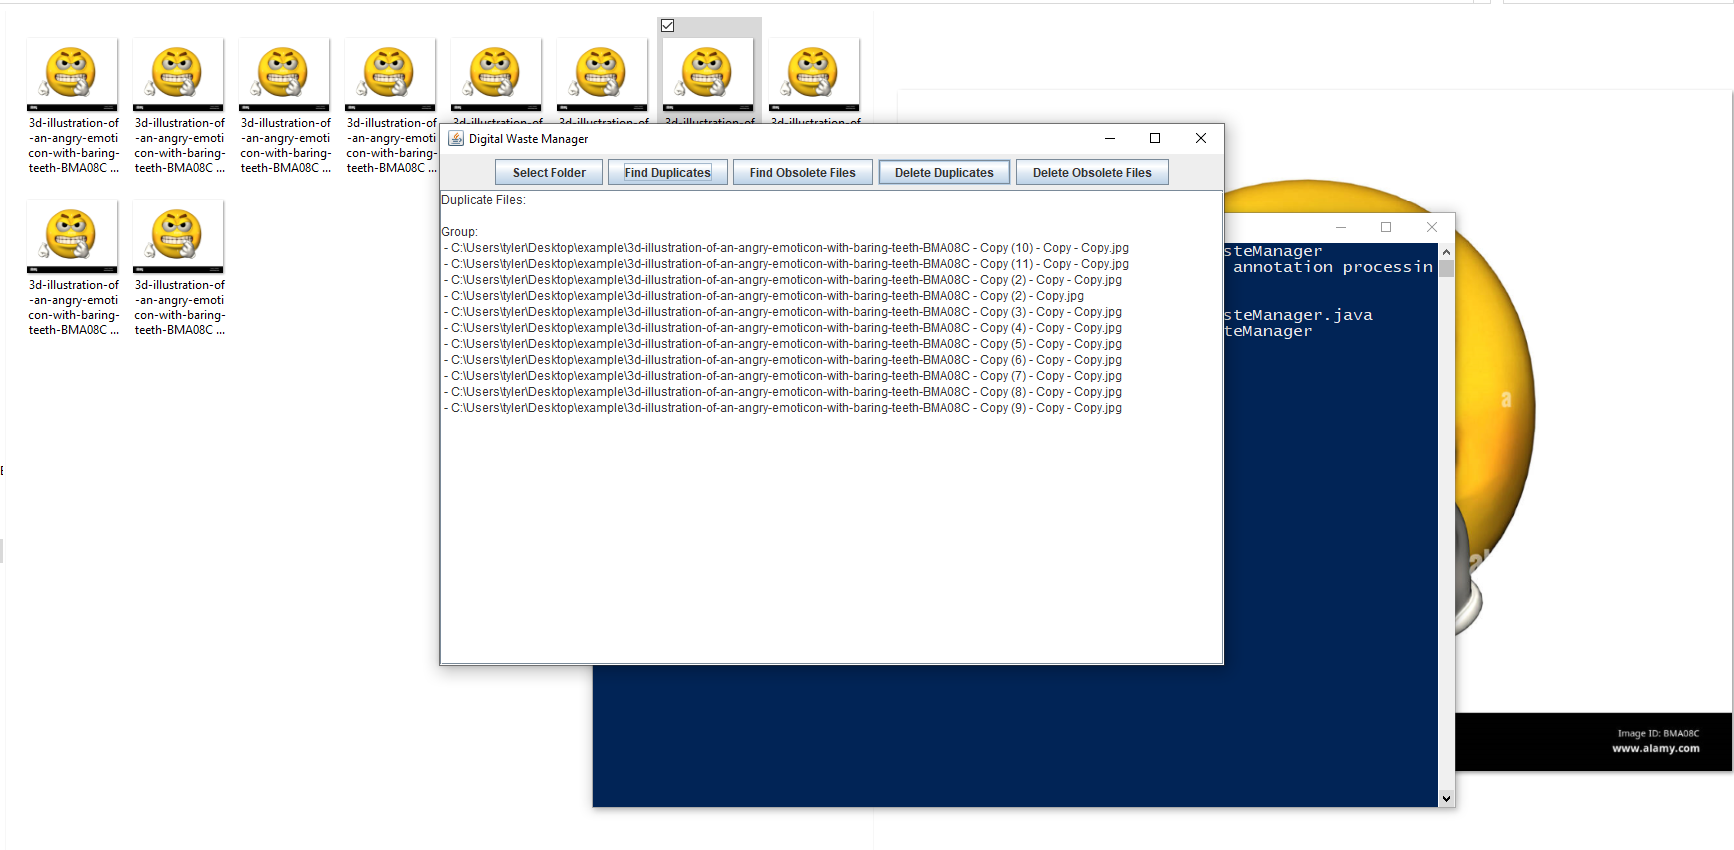 3d-illustration-of 3d-illustration-of 3d-illustration-of 3d-illustration-of 3d-illustration-of 3d-illustration-of 3d-illustration-of 3d-illustration-of
-an-angry-emoti -an-angry-emoti -an-angry-emoti -an-angry-emoti
con-with-baring- con-with-baring- con-with-baring- con-with-baring-
teeth-BMA08C ... teeth-BMA08C ... teeth-BMA08C ... teeth-BMA08C ...
3d-illustration-of 3d-illustration-of
-an-angry-emoti -an-angry-emoti
con-with-baring- con-with-baring-
teeth-BMA08C ... teeth-BMA08C ...
Digital Waste Manager
Select Folder Find Duplicates Find Obsolete Files Delete Duplicates Delete Obsolete Files
Duplicate Files:
Group:
- C:\Users\tyler\Desktop\example\3d-illustration-of-an-angry-emoticon-with-baring-teeth-BMA08C - Copy (10) - Copy - Copy.jpg
- C:\Users\tyler\Desktop\example\3d-illustration-of-an-angry-emoticon-with-baring-teeth-BMA08C - Copy (11) - Copy - Copy.jpg
- C:\Users\tyler\Desktop\example\3d-illustration-of-an-angry-emoticon-with-baring-teeth-BMA08C - Copy (2) - Copy - Copy.jpg
- C:\Users\tyler\Desktop\example\3d-illustration-of-an-angry-emoticon-with-baring-teeth-BMA08C - Copy (2) - Copy.jpg
- C:\Users\tyler\Desktop\example\3d-illustration-of-an-angry-emoticon-with-baring-teeth-BMA08C - Copy (3) - Copy - Copy.jpg
- C:\Users\tyler\Desktop\example\3d-illustration-of-an-angry-emoticon-with-baring-teeth-BMA08C - Copy (4) - Copy - Copy.jpg
- C:\Users\tyler\Desktop\example\3d-illustration-of-an-angry-emoticon-with-baring-teeth-BMA08C - Copy (5) - Copy - Copy.jpg
- C:\Users\tyler\Desktop\example\3d-illustration-of-an-angry-emoticon-with-baring-teeth-BMA08C - Copy (6) - Copy - Copy.jpg
- C:\Users\tyler\Desktop\example\3d-illustration-of-an-angry-emoticon-with-baring-teeth-BMA08C - Copy (7) - Copy - Copy.jpg
- C:\Users\tyler\Desktop\example\3d-illustration-of-an-angry-emoticon-with-baring-teeth-BMA08C - Copy (8) - Copy - Copy.jpg
- C:\Users\tyler\Desktop\example\3d-illustration-of-an-angry-emoticon-with-baring-teeth-BMA08C - Copy (9) - Copy - Copy.jpg
steManager
annotation processin
steManager.java
teManager
a
al
Image ID: BMA08C
www.alamy.com